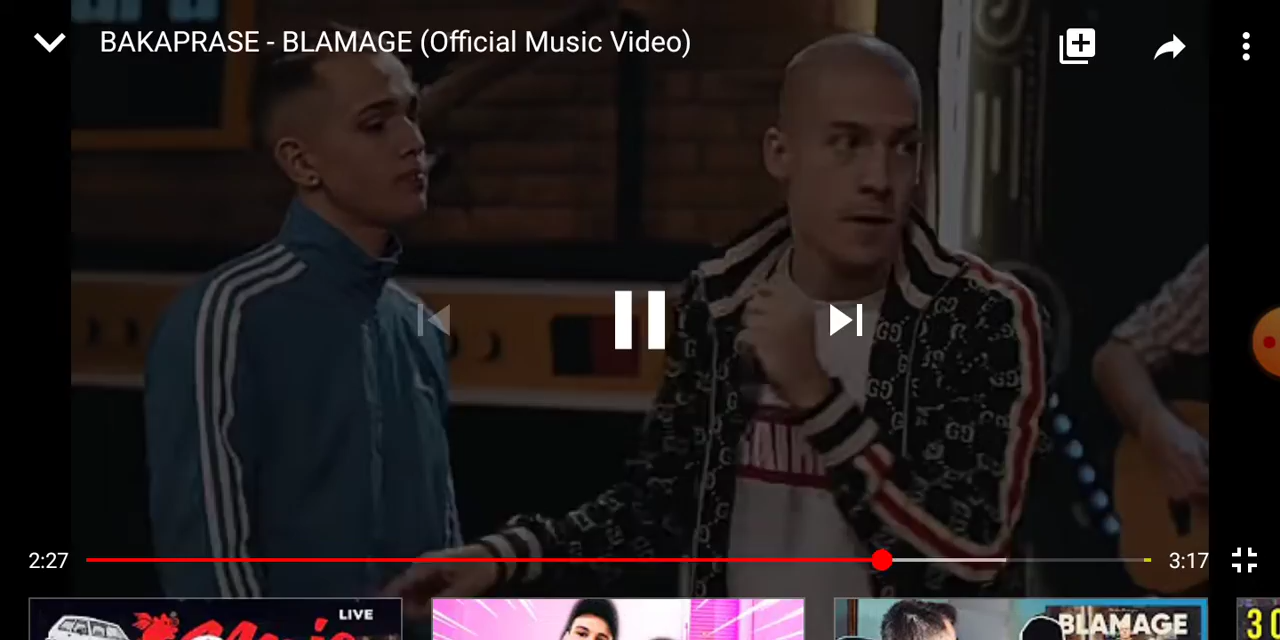 BAKAPRASE - BLAMAGE (Official Music Video)
2:27
3:17
LIVE
BLAMAGE